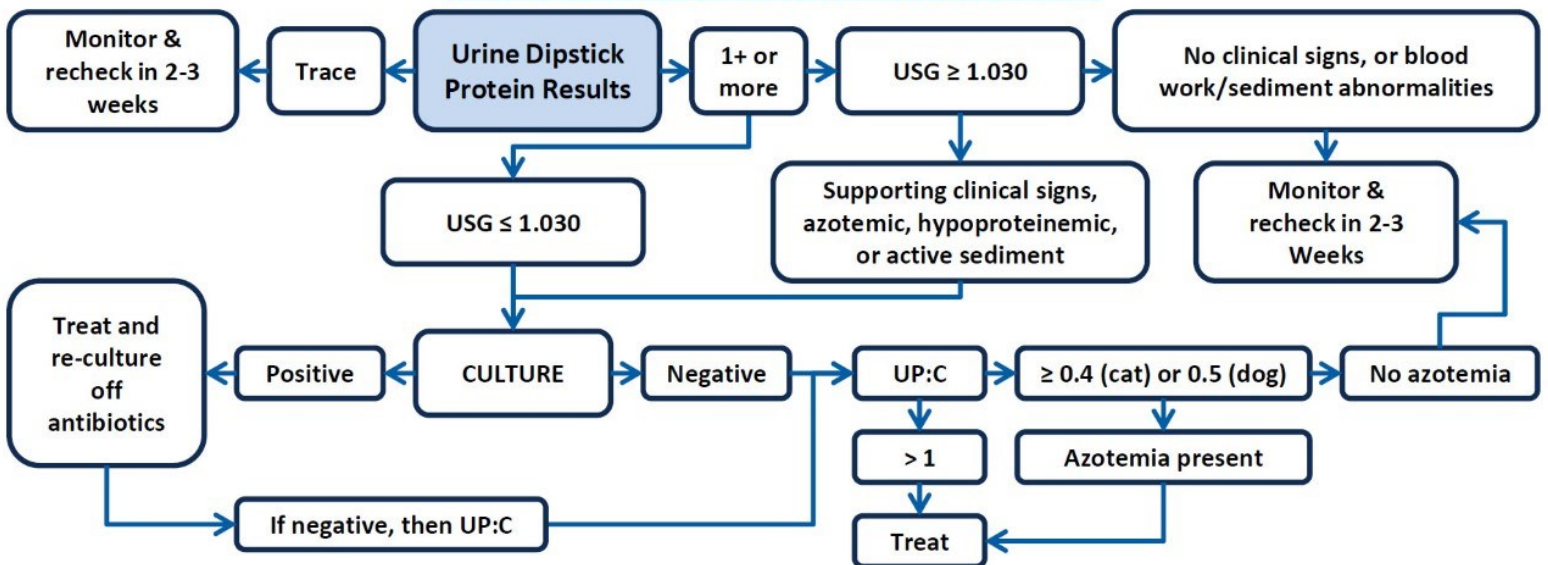 Monitor &
recheck in 2-3
weeks
Trace
Urine Dipstick
Protein Results
1+ or
more
USG ≥ 1.030
No clinical signs, or blood
work/sediment abnormalities
USG ≤ 1.030
Supporting clinical signs,
azotemic, hypoproteinemic,
or active sediment
Monitor &
recheck in 2-3
Weeks
Treat and
re-culture
off
antibiotics
Positive
CULTURE
Negative
UP:C
≥ 0.4 (cat) or 0.5 (dog)
No azotemia
> 1
Azotemia present
If negative, then UP:C
Treat